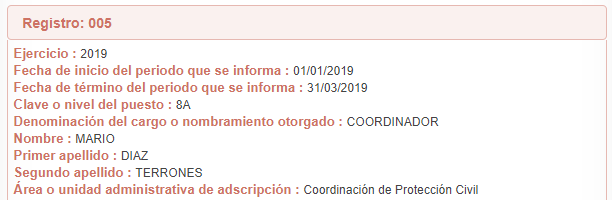 Registro: 005
Ejercicio : 2019
Fecha de inicio del periodo que se informa : 01/01/2019
Fecha de término del periodo que se informa : 31/03/2019
Clave o nivel del puesto : 8A
Denominación del cargo o nombramiento otorgado : COORDINADOR
Nombre : MARIO
Primer apellido : DIAZ
Segundo apellido : TERRONES
Área o unidad administrativa de adscripción : Coordinación de Protección Civil